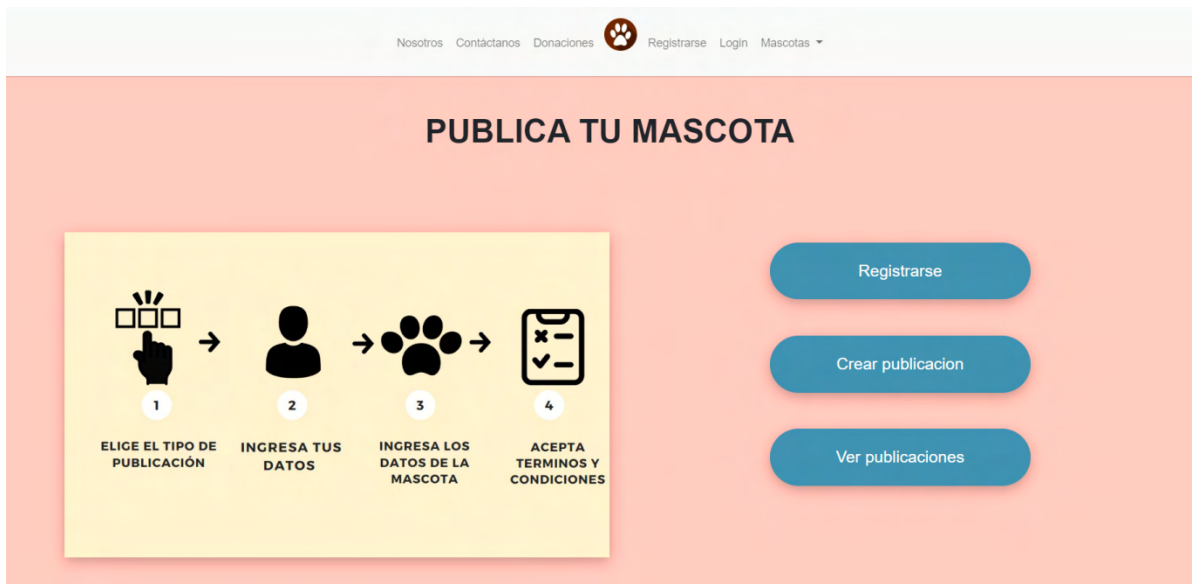 Nosotros Contáctanos Donaciones Registrarse Login Mascotas
PUBLICA TU MASCOTA
1
ELIGE EL TIPO DE
PUBLICACIÓN
2
INGRESA TUS
DATOS
3
INGRESA LOS
DATOS DE LA
MASCOTA
4
ACEPTA
TERMINOS Y
CONDICIONES
Registrarse
Crear publicacion
Ver publicaciones